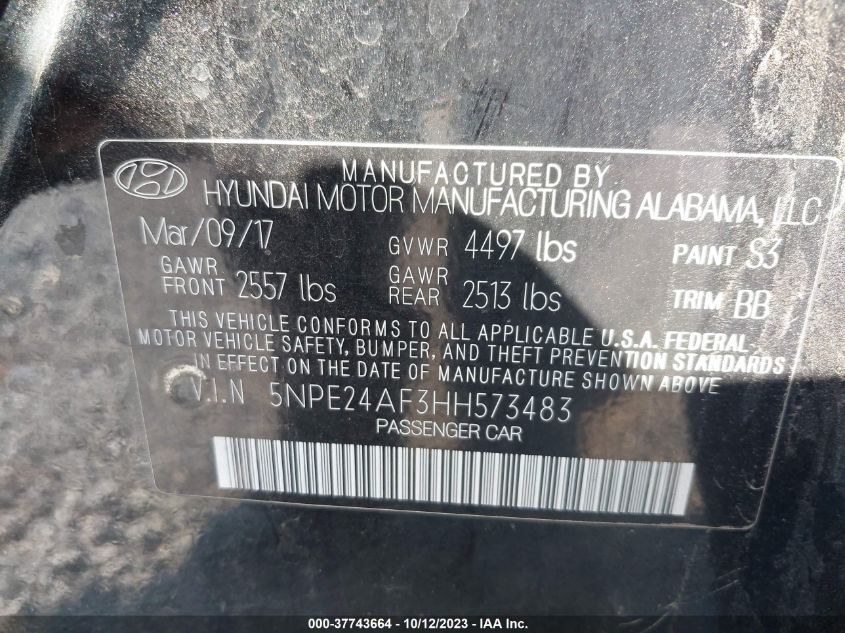 MANUFACTURED BY
HYUNDAI MOTOR MANUFACTURING ALABAMA, LLC
Mar/09/17 GVWR 4497 lbs PAINT S3
GAWR FRONT 2557 lbs GAWR REAR 2513 lbs TRIM BB
THIS VEHICLE CONFORMS TO ALL APPLICABLE U.S.A. FEDERAL
MOTOR VEHICLE SAFETY, BUMPER, AND THEFT PREVENTION STANDARDS
IN EFFECT ON THE DATE OF MANUFACTURE SHOWN ABOVE.
V.I.N 5NPE24AF3HH573483
PASSENGER CAR
000-37743664 - 10/12/2023 - IAA Inc.